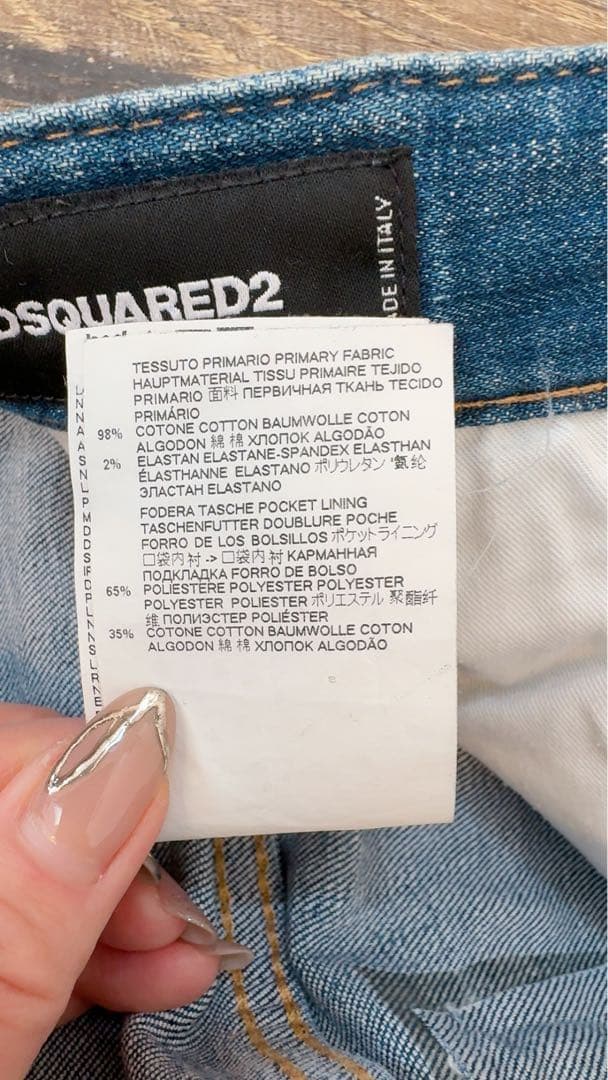 DSQUARED2
MADE IN ITALY
TESSUTO PRIMARIO PRIMARY FABRIC
HAUPTMATERIAL TISSU PRIMAIRE TEJIDO
PRIMARIO 面料 ПЕРВИЧНАЯ ТКАНЬ TECIDO
PRIMÁRIO
98% COTONE COTTON BAUMWOLLE COTON
ALGODON 綿 棉 ХЛОПОК ALGODÃO
2% ELASTAN ELASTANE-SPANDEX ELASTHAN
ÉLASTHANNE ELASTANO ポリウレタン 氨纶
ЭЛАСТАН ELASTANO
FODERA TASCHE POCKET LINING
TASCHENFUTTER DOUBLURE POCHE
FORRO DE LOS BOLSILLOS ポケットライニング
口袋内衬 -> 口袋内衬 КАРМАННАЯ
ПОДКЛАДКА FORRO DE BOLSO
65% POLIESTERE POLYESTER POLYESTER
POLYESTER POLIESTER ポリエステル 聚酯纤
维 ПОЛИЭСТЕР POLIÉSTER
35% COTONE COTTON BAUMWOLLE COTON
ALGODON 綿 棉 ХЛОПОК ALGODÃO